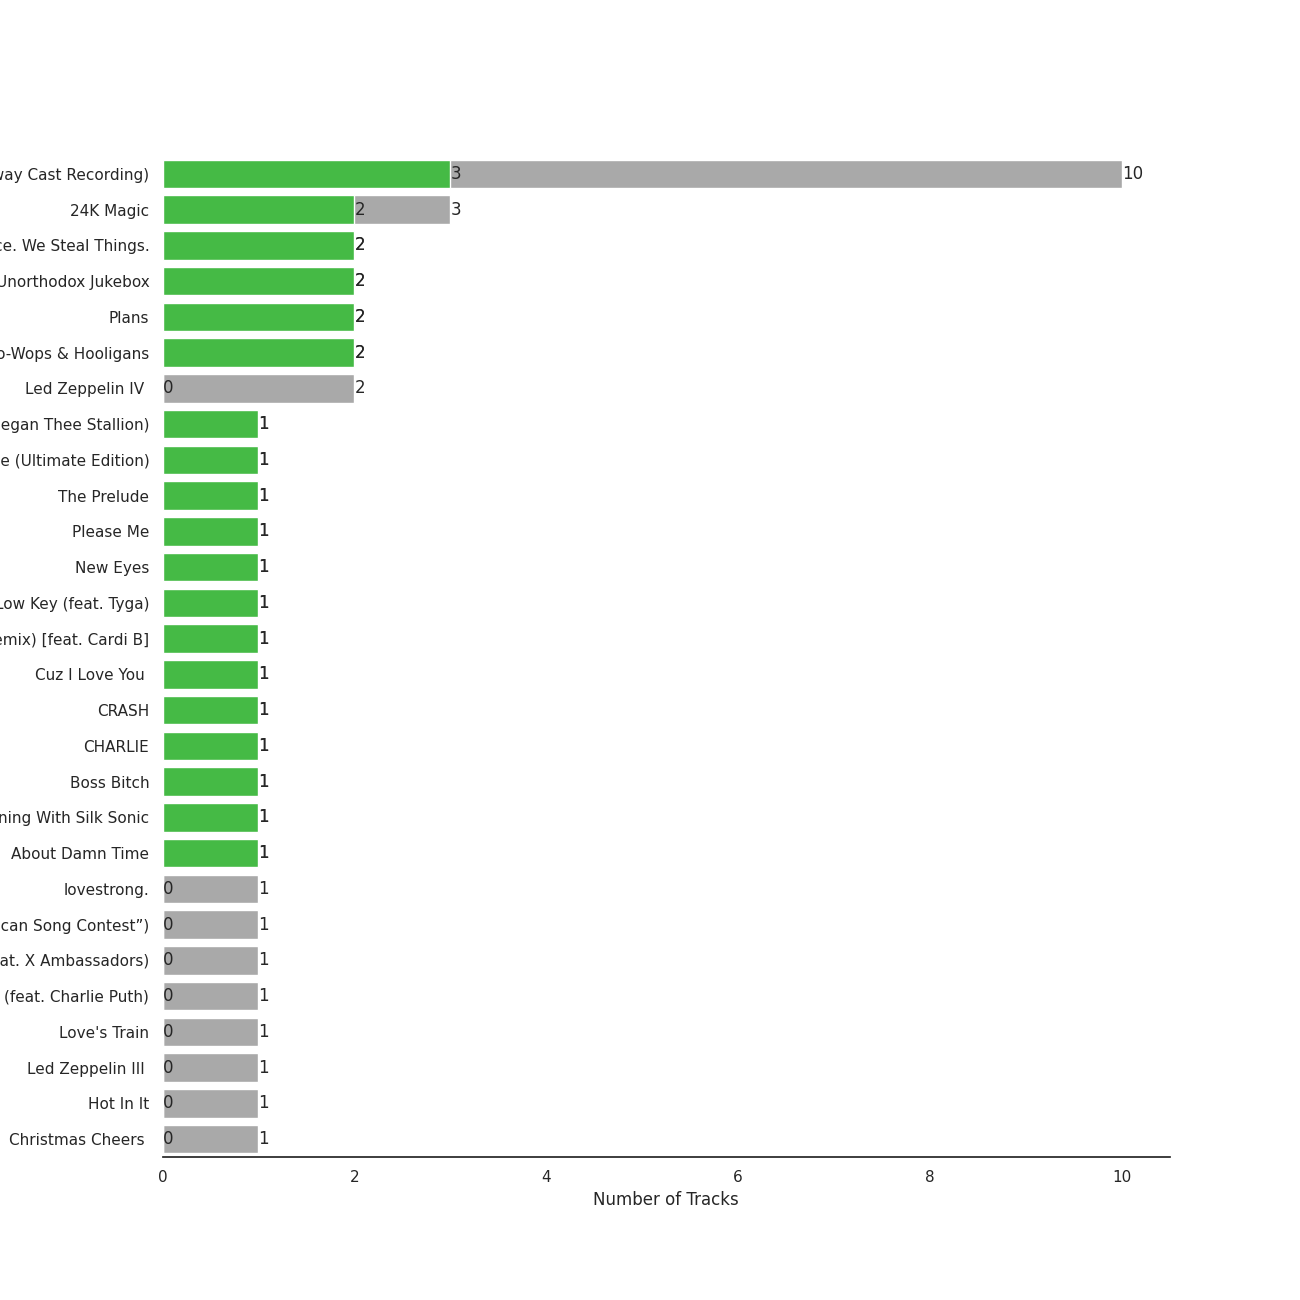 way Cast Recording) 3 10
24K Magic 2 3
ce. We Steal Things. 2
Unorthodox Jukebox 2
Plans 2
o-Wops & Hooligans 2
Led Zeppelin IV 0 2
egan Thee Stallion) 1
e (Ultimate Edition) 1
The Prelude 1
Please Me 1
New Eyes 1
Low Key (feat. Tyga) 1
emix) [feat. Cardi B] 1
Cuz I Love You 1
CRASH 1
CHARLIE 1
Boss Bitch 1
ning With Silk Sonic 1
About Damn Time 1
lovestrong. 0 1
can Song Contest”) 0 1
at. X Ambassadors) 0 1
(feat. Charlie Puth) 0 1
Love's Train 0 1
Led Zeppelin III 0 1
Hot In It 0 1
Christmas Cheers 0 1
0 2 4 6 8 10
Number of Tracks